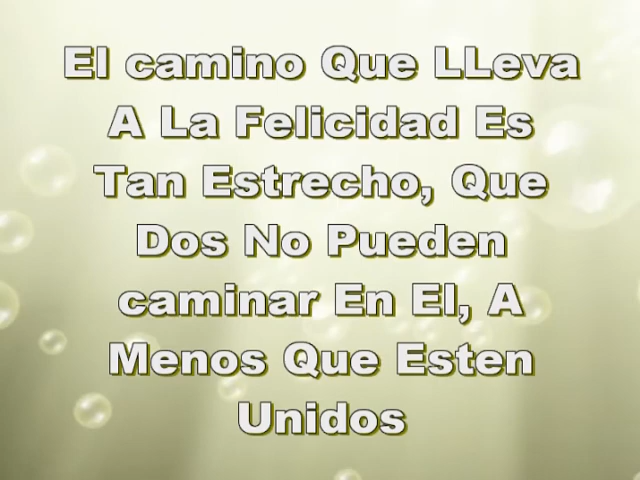 El camino Que LLeva
A La Felicidad Es
Tan Estrecho, Que
Dos No Pueden
caminar En El, A
Menos Que Esten
Unidos